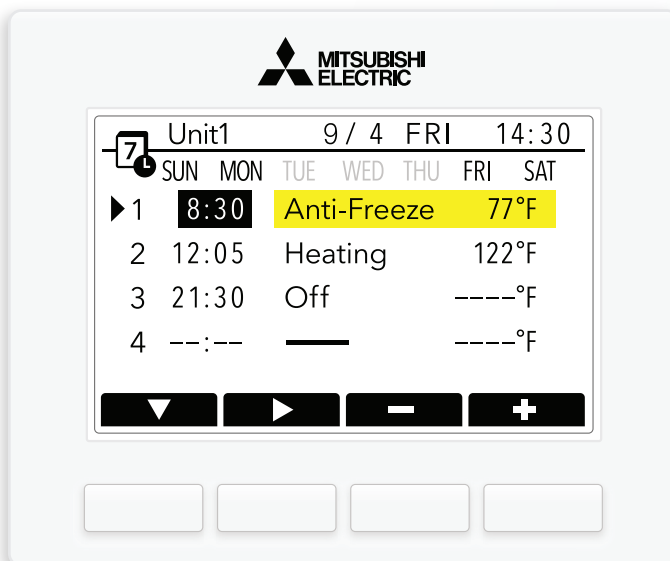 MITSUBISHI
ELECTRIC
7 Unit1 9/ 4 FRI 14:30
SUN MON TUE WED THU FRI SAT
1 8:30 Anti-Freeze 77°F
2 12:05 Heating 122°F
3 21:30 Off ----°F
4 --:-- ----°F